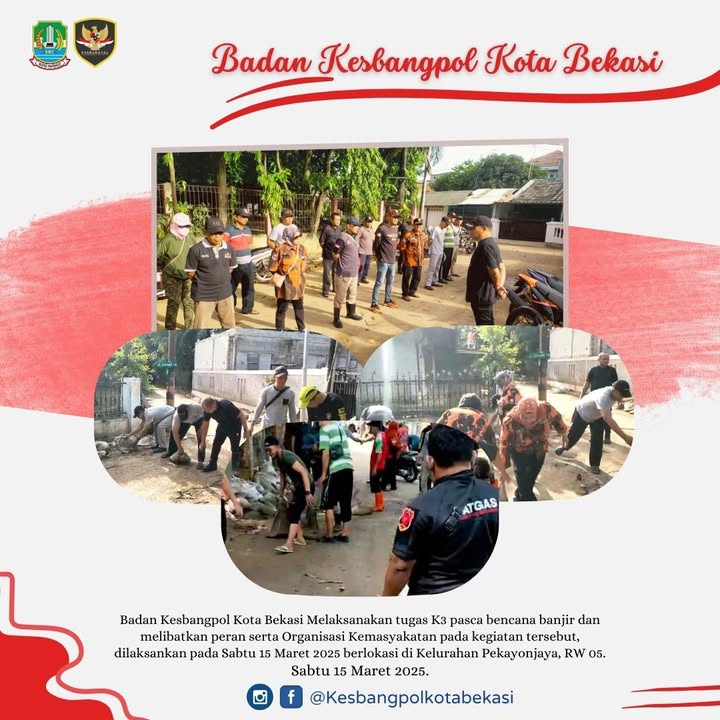 Badan Kesbangpol Kota Bekasi
ATGAS
Badan Kesbangpol Kota Bekasi Melaksanakan tugas K3 pasca bencana banjir dan
melibatkan peran serta Organisasi Kemasyakatan pada kegiatan tersebut,
dilaksankan pada Sabtu 15 Maret 2025 berlokasi di Kelurahan Pekayonjaya, RW 05.
Sabtu 15 Maret 2025.
@Kesbangpolkotabekasi